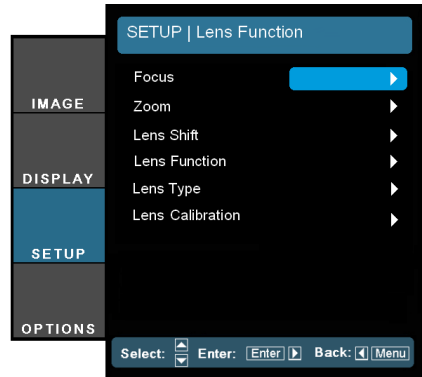 SETUP | Lens Function
IMAGE
DISPLAY
SETUP
OPTIONS
Focus
Zoom
Lens Shift
Lens Function
Lens Type
Lens Calibration
Select: Enter: Enter Back: Menu